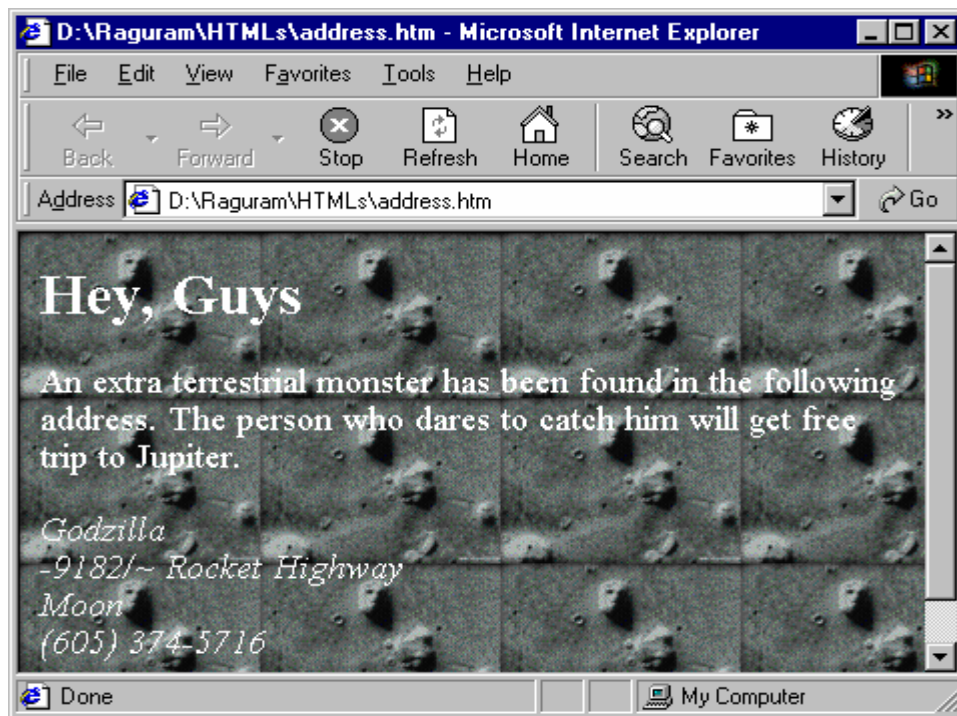 D:\Raguram\HTMLs\address.htm - Microsoft Internet Explorer
File Edit View Favorites Tools Help
Back Forward Stop Refresh Home Search Favorites History »
Address D:\Raguram\HTMLs\address.htm Go
Hey, Guys
An extra terrestrial monster has been found in the following
address. The person who dares to catch him will get free
trip to Jupiter.
Godzilla
-9182/~ Rocket Highway
Moon
(605) 374-5716
Done My Computer